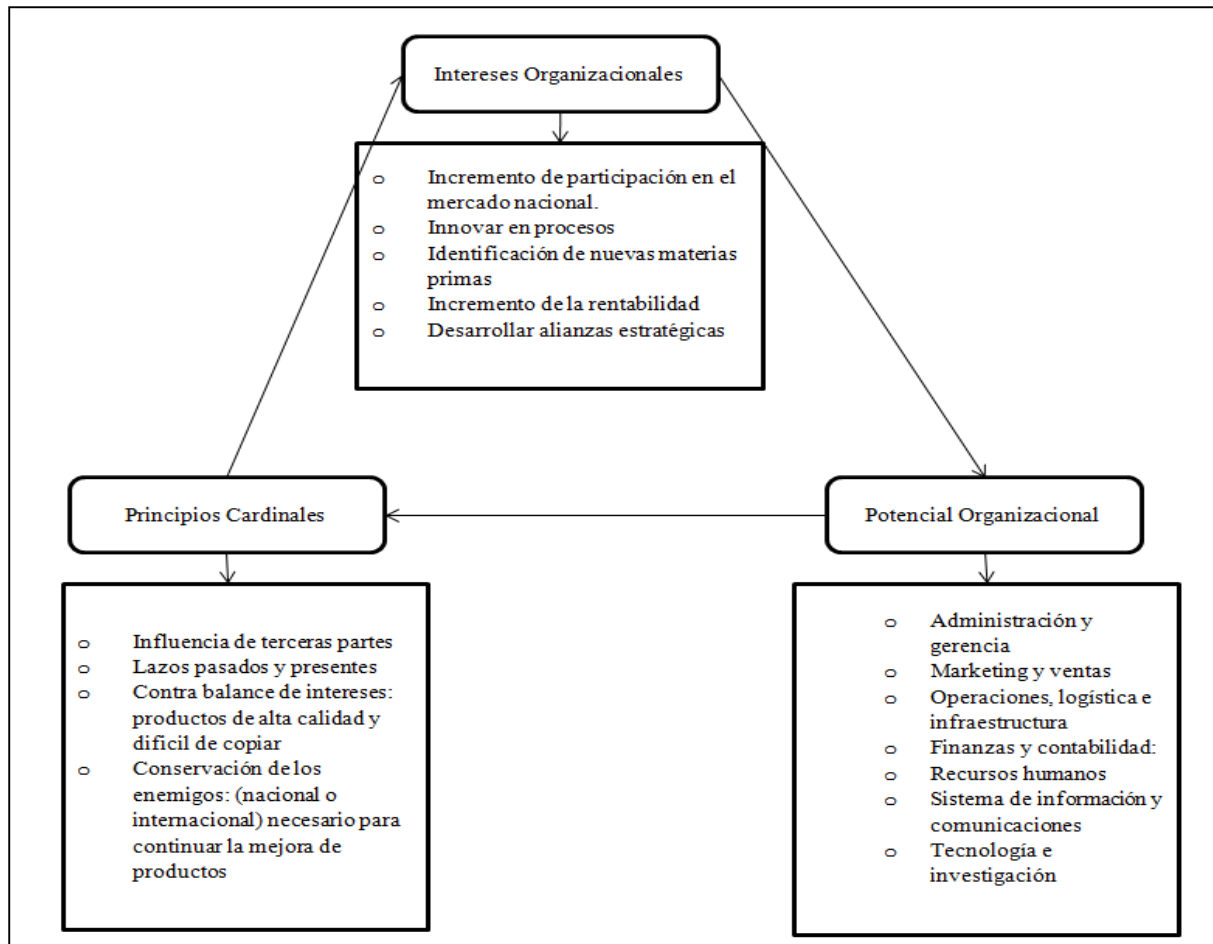 Intereses Organizacionales
o Incremento de participación en el
mercado nacional.
o Innovar en procesos
o Identificación de nuevas materias
primas
o Incremento de la rentabilidad
o Desarrollar alianzas estratégicas
Principios Cardinales
o Influencia de terceras partes
o Lazos pasados y presentes
o Contra balance de intereses:
productos de alta calidad y
dificil de copiar
o Conservación de los
enemigos: (nacional o
internacional) necesario para
continuar la mejora de
productos
Potencial Organizacional
o Administración y
gerencia
o Marketing y ventas
o Operaciones, logística e
infraestructura
o Finanzas y contabilidad:
o Recursos humanos
o Sistema de información y
comunicaciones
o Tecnología e
investigación